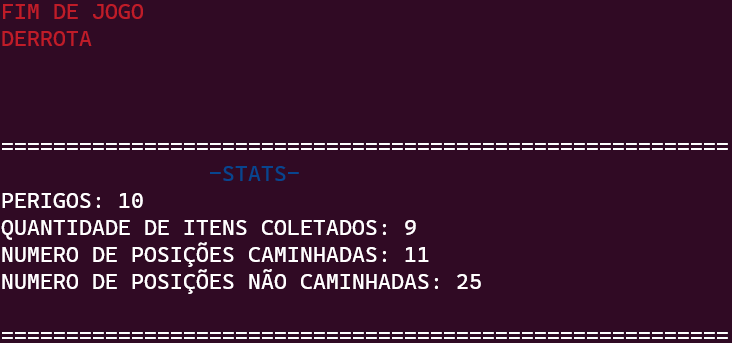 FIM DE JOGO
DERROTA
========================================================
-STATS-
PERIGOS: 10
QUANTIDADE DE ITENS COLETADOS: 9
NUMERO DE POSIÇÕES CAMINHADAS: 11
NUMERO DE POSIÇÕES NÃO CAMINHADAS: 25
========================================================